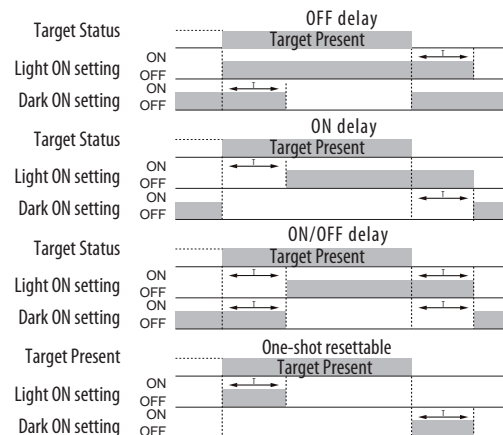 OFF delay
Target Status
Target Present
Light ON setting
ON
OFF
T
Dark ON setting
ON
OFF
T
ON delay
Target Status
Target Present
Light ON setting
ON
OFF
T
Dark ON setting
ON
OFF
T
ON/OFF delay
Target Status
Target Present
Light ON setting
ON
OFF
T
T
Dark ON setting
ON
OFF
T
T
One-shot resettable
Target Present
Target Present
Light ON setting
ON
OFF
T
Dark ON setting
ON
OFF
T